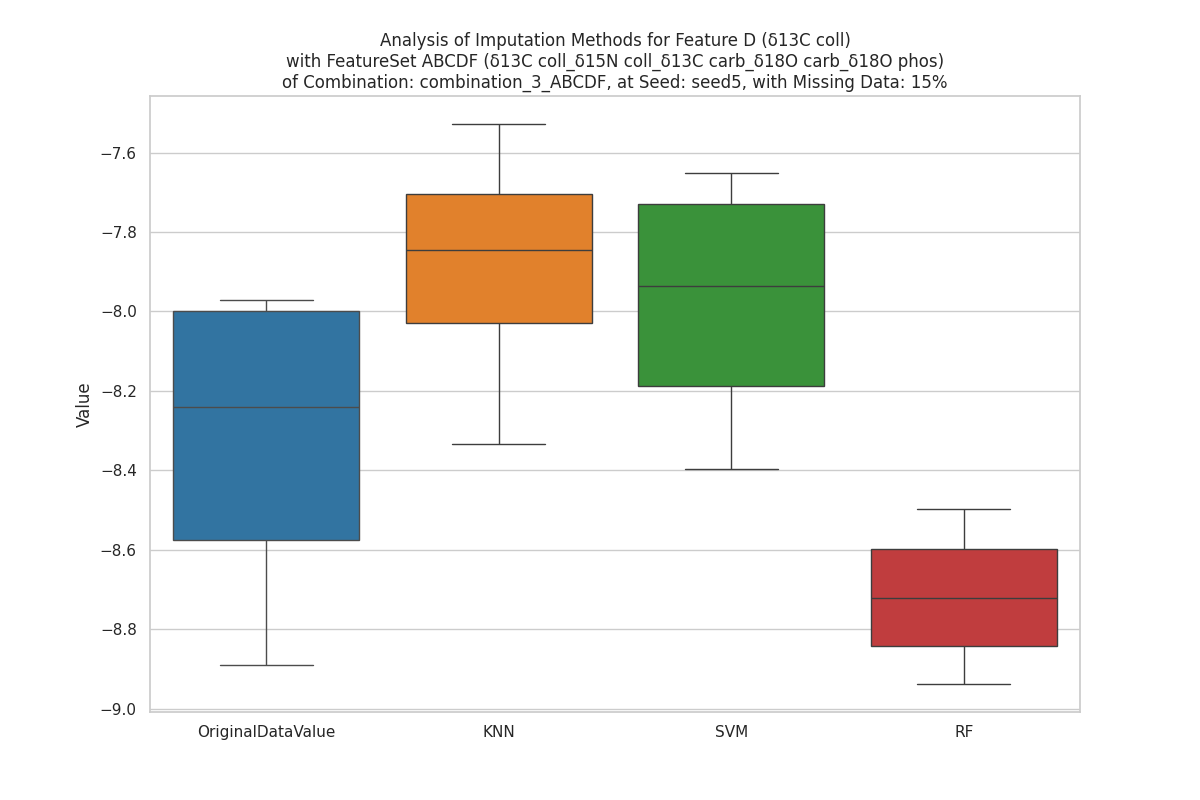 Analysis of Imputation Methods for Feature D (δ13C coll)
with FeatureSet ABCDF (δ13C coll_δ15N coll_δ13C carb_δ18O carb_δ18O phos)
of Combination: combination_3_ABCDF, at Seed: seed5, with Missing Data: 15%
−7.6
−7.8
−8.0
−8.2
−8.4
−8.6
−8.8
−9.0
Value
OriginalDataValue
KNN
SVM
RF